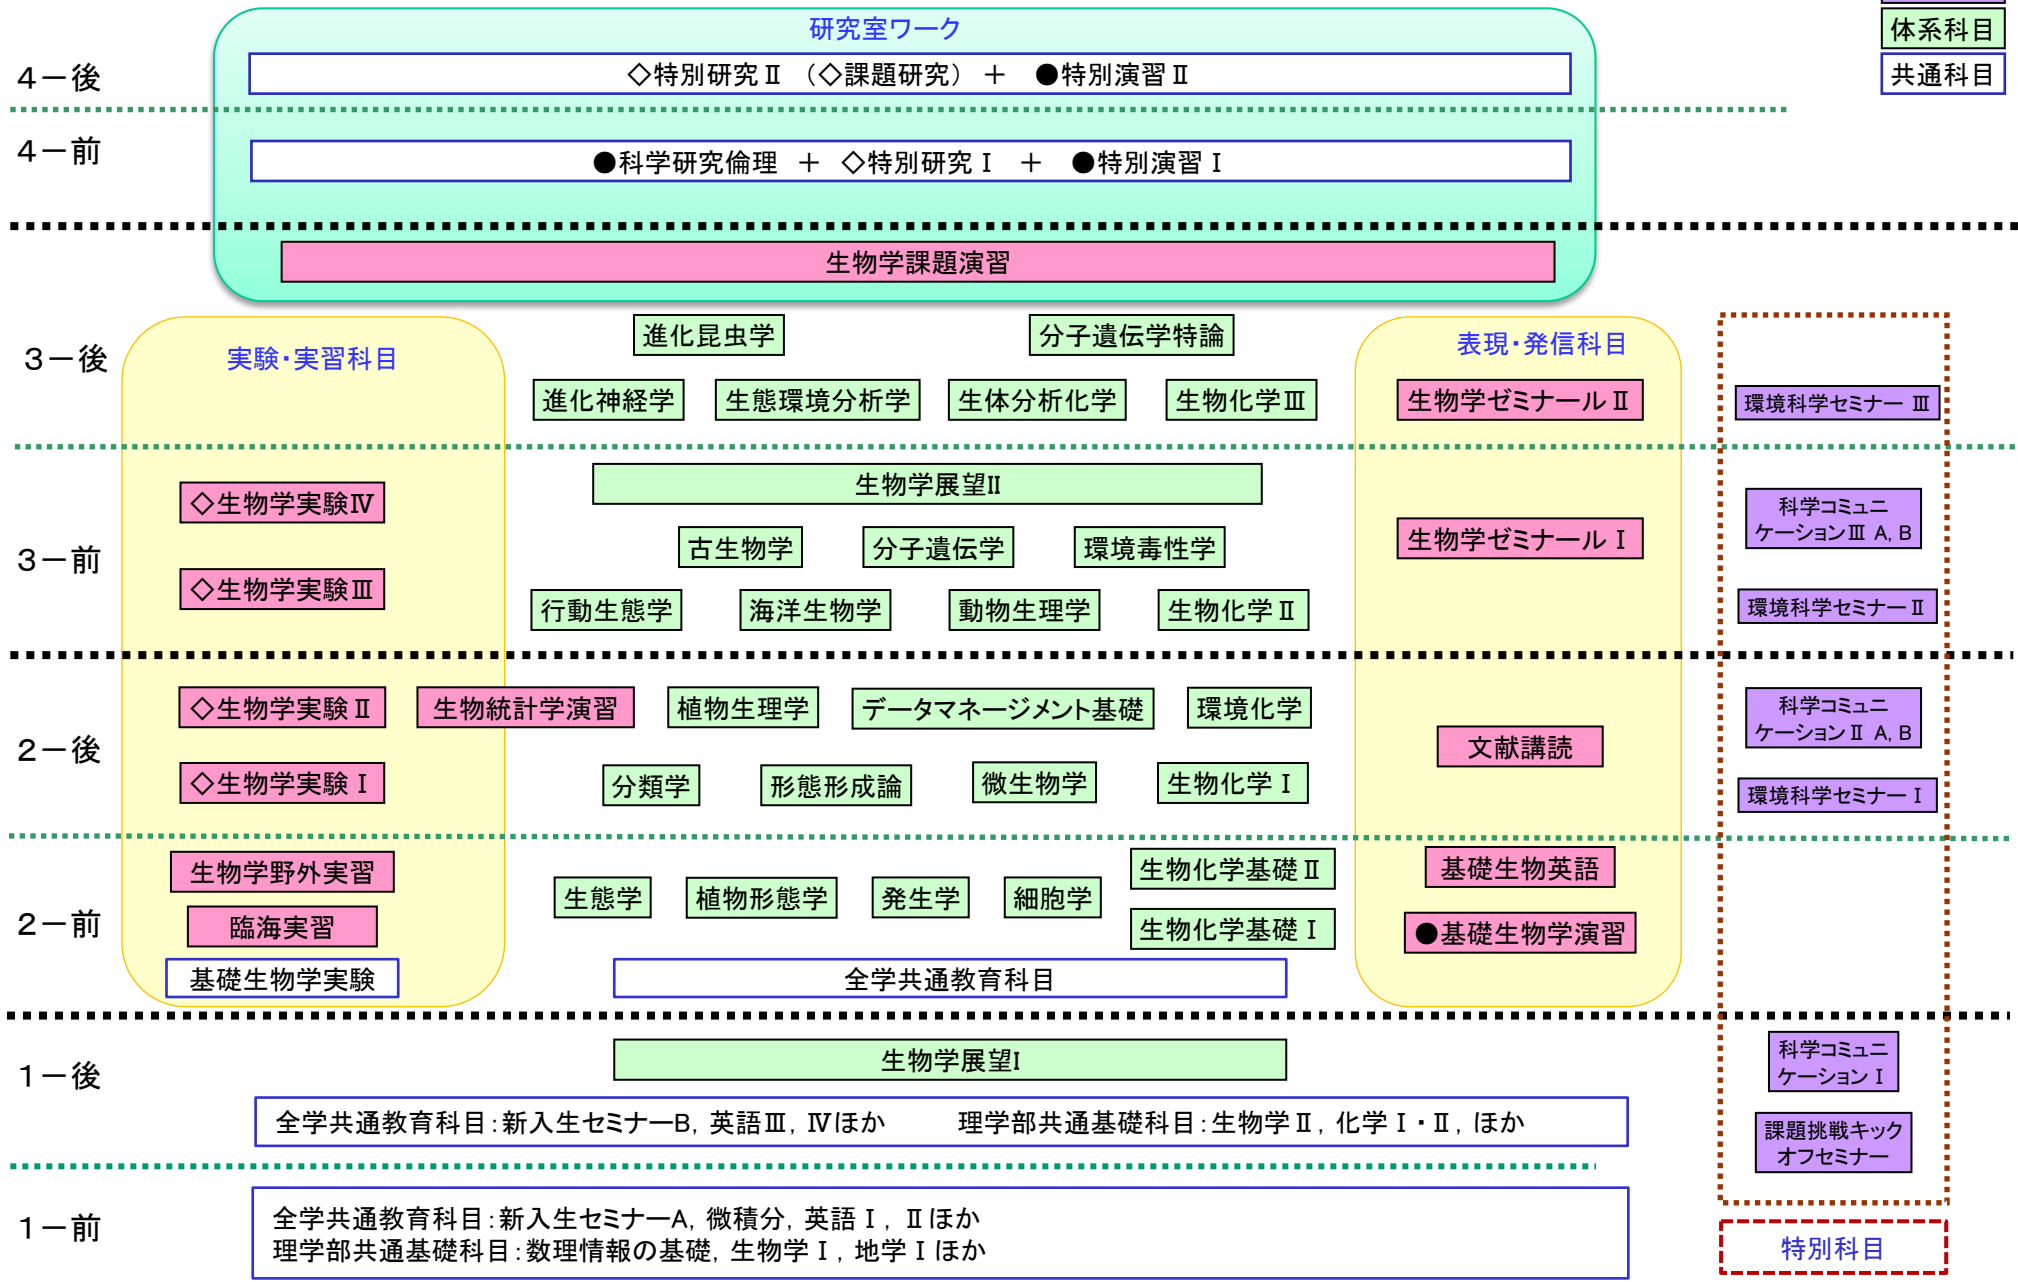 研究室ワーク
体系科目
共通科目
4－後
◇特別研究Ⅱ （◇課題研究） ＋ ●特別演習Ⅱ
4－前
●科学研究倫理 ＋ ◇特別研究Ⅰ ＋ ●特別演習Ⅰ
生物学課題演習
3－後
実験・実習科目
進化昆虫学
分子遺伝学特論
表現・発信科目
進化神経学
生態環境分析学
生体分析化学
生物化学Ⅲ
生物学ゼミナールⅡ
環境科学セミナー Ⅲ
3－前
◇生物学実験Ⅳ
生物学展望II
科学コミュニ
ケーションⅢ A, B
古生物学
分子遺伝学
環境毒性学
生物学ゼミナールⅠ
◇生物学実験Ⅲ
行動生態学
海洋生物学
動物生理学
生物化学Ⅱ
環境科学セミナーⅡ
2－後
◇生物学実験Ⅱ
生物統計学演習
植物生理学
データマネージメント基礎
環境化学
科学コミュニ
ケーションⅡ A, B
文献講読
◇生物学実験Ⅰ
分類学
形態形成論
微生物学
生物化学Ⅰ
環境科学セミナーⅠ
2－前
生物学野外実習
生物化学基礎Ⅱ
基礎生物英語
生態学
植物形態学
発生学
細胞学
臨海実習
生物化学基礎Ⅰ
●基礎生物学演習
基礎生物学実験
全学共通教育科目
1－後
生物学展望I
科学コミュニ
ケーションⅠ
全学共通教育科目：新入生セミナーB, 英語Ⅲ, Ⅳほか 理学部共通基礎科目：生物学Ⅱ, 化学Ⅰ・Ⅱ, ほか
課題挑戦キック
オフセミナー
1－前
全学共通教育科目：新入生セミナーA, 微積分, 英語Ⅰ, Ⅱほか
理学部共通基礎科目：数理情報の基礎, 生物学Ⅰ, 地学Ⅰほか
特別科目